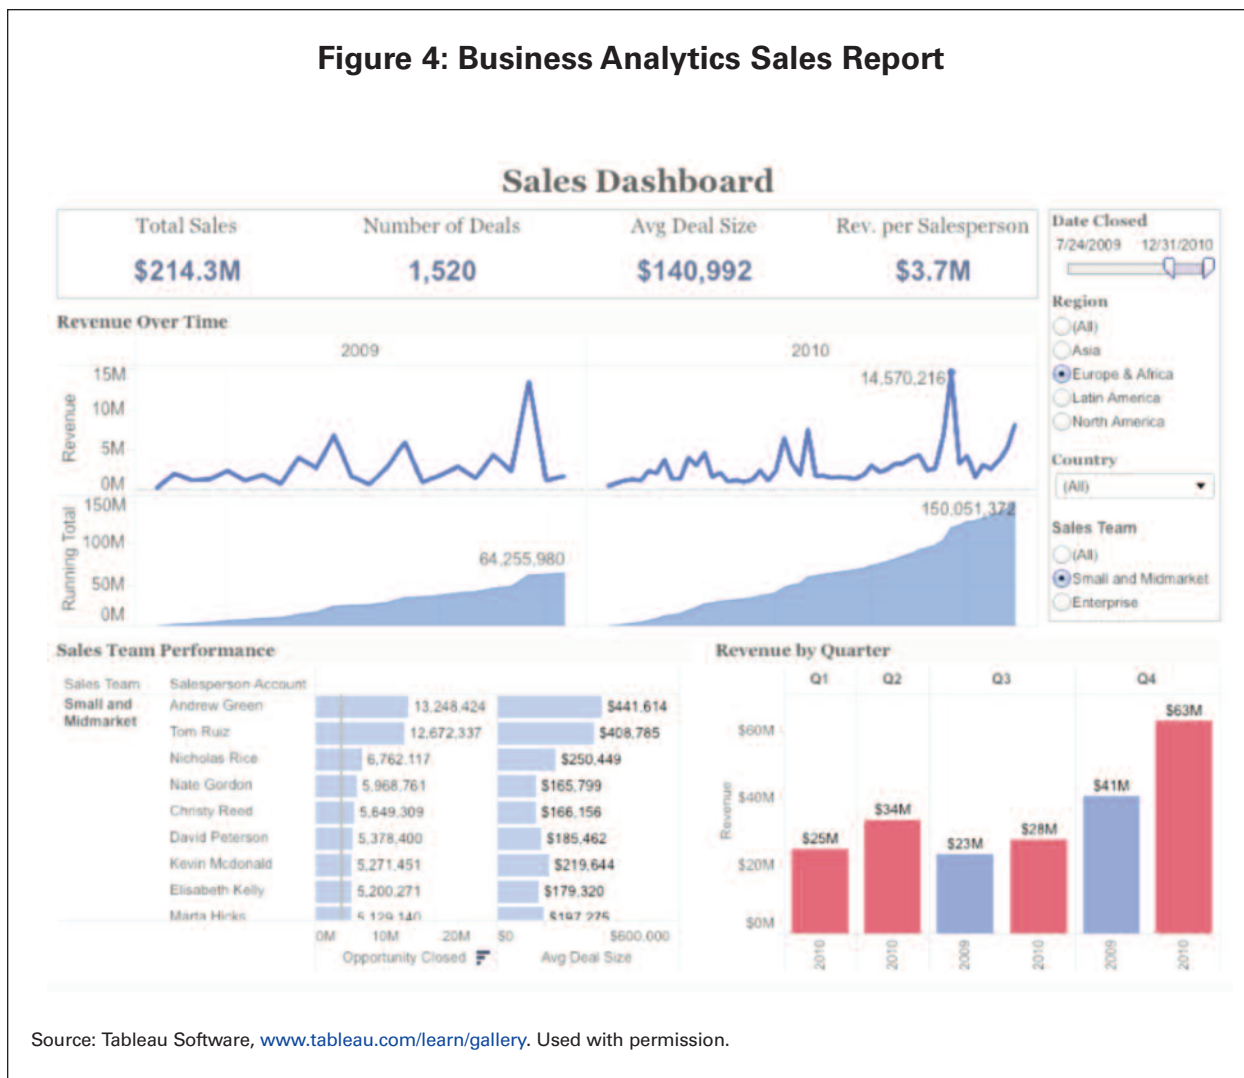 Figure 4: Business Analytics Sales Report
Sales Dashboard
Total Sales Number of Deals Avg Deal Size Rev. per Salesperson
$214.3M 1,520 $140,992 $3.7M
Date Closed
7/24/2009 12/31/2010
Region
(All)
Asia
Europe & Africa
Latin America
North America
Country
(All)
Sales Team
(All)
Small and Midmarket
Enterprise
Revenue Over Time
2009 2010
Revenue
15M
10M
5M
0M
14,570,216
Running Total
150M
100M
50M
0M
64,255,980
150,051,372
Sales Team Performance
Sales Team Salesperson Account
Small and
Midmarket
Andrew Green 13,248,424 $441,614
Tom Ruiz 12,672,337 $408,785
Nicholas Rice 6,762,117 $250,449
Nate Gordon 5,968,761 $165,799
Christy Reed 5,649,309 $166,156
David Peterson 5,378,400 $185,462
Kevin Mcdonald 5,271,451 $219,644
Elisabeth Kelly 5,200,271 $179,320
Marta Hicks 5,129,140 $197,275
0M 10M 20M $0 $600,000
Opportunity Closed Avg Deal Size
Revenue by Quarter
Q1 Q2 Q3 Q4
Revenue
$60M
$40M
$20M
$0M
$25M
$34M
$23M
$28M
$41M
$63M
2010 2010 2009 2010 2009 2010
Source: Tableau Software, www.tableau.com/learn/gallery. Used with permission.